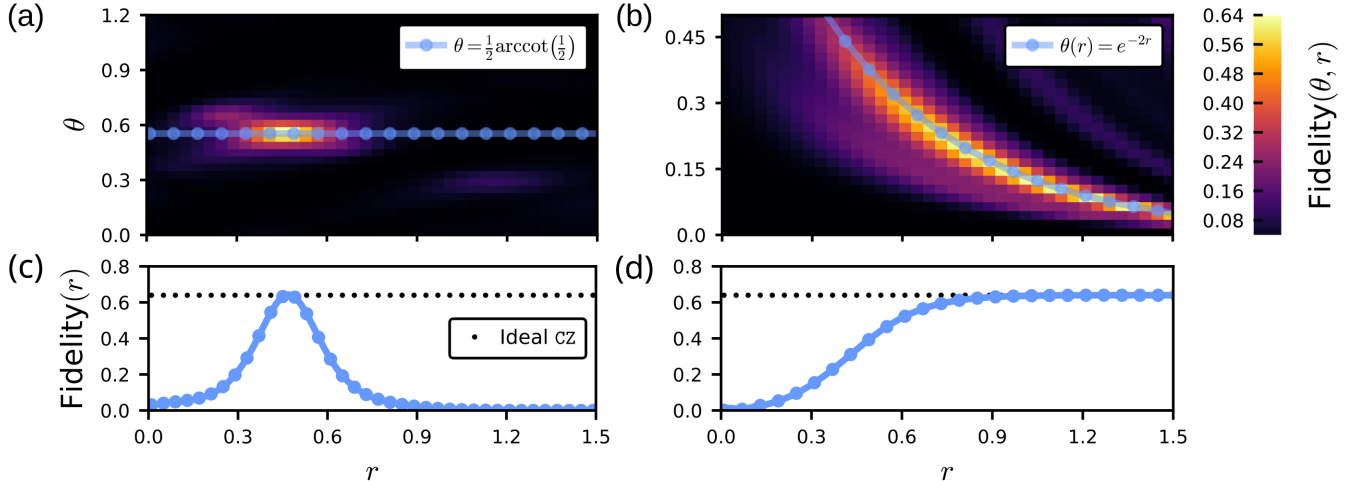 (a)
1.2
0.9
0.6
0.3
0.0
θ
θ = 1/2 arccot(1/2)
(b)
0.45
0.30
0.15
0.00
θ(r) = e^{-2r}
0.64
0.56
0.48
0.40
0.32
0.24
0.16
0.08
Fidelity(θ, r)
(c)
0.8
0.6
0.4
0.2
0.0
Fidelity(r)
Ideal CZ
0.0 0.3 0.6 0.9 1.2 1.5
r
(d)
0.8
0.6
0.4
0.2
0.0
0.0 0.3 0.6 0.9 1.2 1.5
r